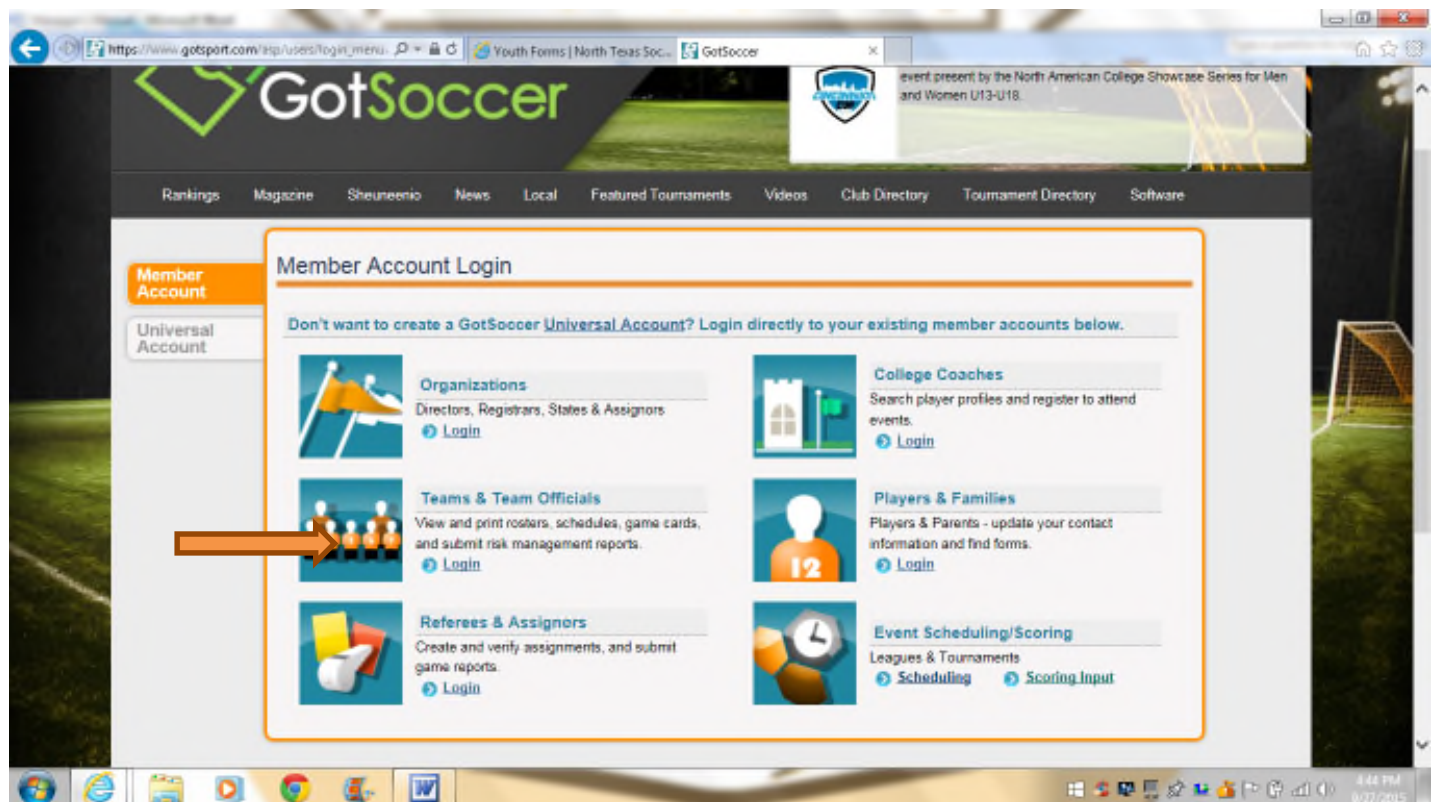 https://www.gotsport.com/asp/users/login_menu.
Youth Forms | North Texas Soc...
GotSoccer
GotSoccer
event present by the North American College Showcase Series for Men
and Women U13-U18.
Rankings Magazine Sheuneenio News Local Featured Tournaments Videos Club Directory Tournament Directory Software
Member
Account
Universal
Account
Member Account Login
Don't want to create a GotSoccer Universal Account? Login directly to your existing member accounts below.
Organizations
Directors, Registrars, States & Assignors
Login
College Coaches
Search player profiles and register to attend
events.
Login
Teams & Team Officials
View and print rosters, schedules, game cards,
and submit risk management reports.
Login
12
Players & Families
Players & Parents - update your contact
information and find forms.
Login
Referees & Assignors
Create and verify assignments, and submit
game reports.
Login
Event Scheduling/Scoring
Leagues & Tournaments
Scheduling Scoring Input
4:44 PM